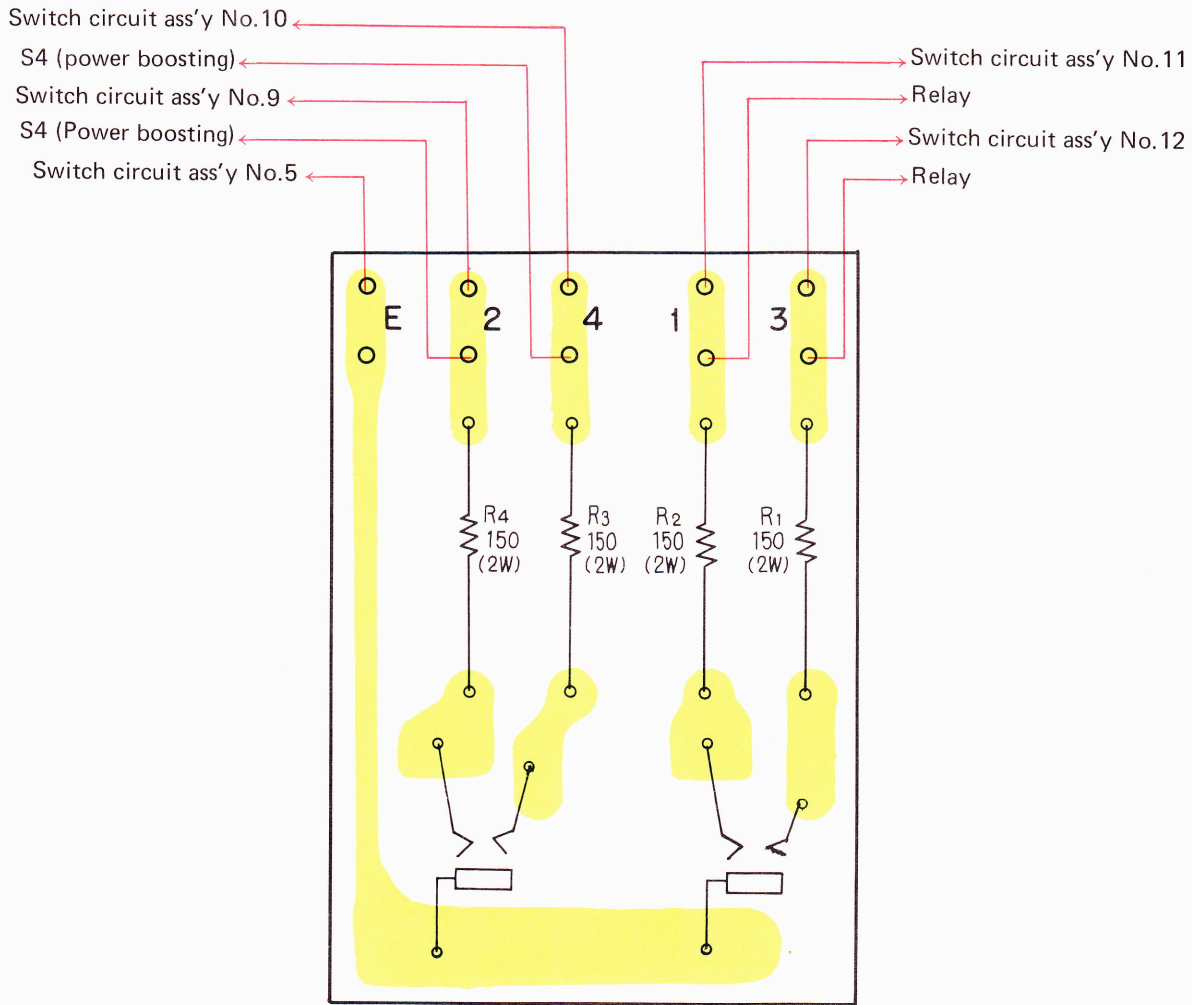 Switch circuit ass'y No.10
S4 (power boosting)
Switch circuit ass'y No.9
S4 (Power boosting)
Switch circuit ass'y No.5
Switch circuit ass'y No.11
Relay
Switch circuit ass'y No.12
Relay
E 2 4 1 3
R4
150
(2W)
R3
150
(2W)
R2
150
(2W)
R1
150
(2W)